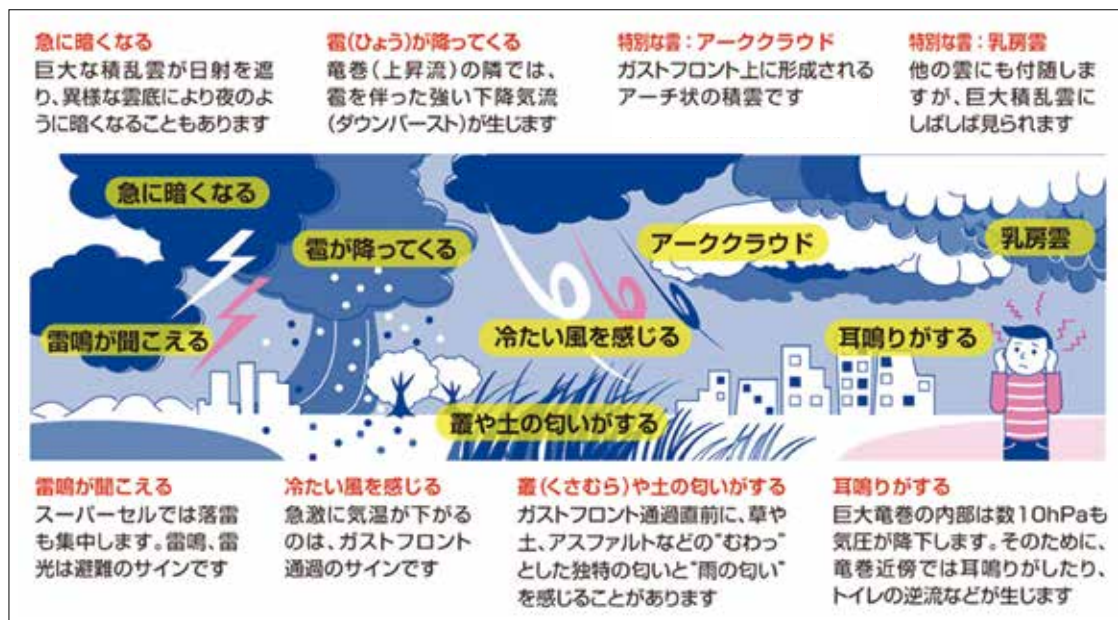 急に暗くなる
巨大な積乱雲が日射を遮
り、異様な雲底により夜のよ
うに暗くなることもあります
雹(ひょう)が降ってくる
竜巻(上昇流)の隣では、
雹を伴った強い下降気流
(ダウンバースト)が生じます
特別な雲:アーククラウド
ガストフロント上に形成される
アーチ状の積雲です
特別な雲:乳房雲
他の雲にも付随しま
すが、巨大積乱雲に
しばしば見られます
急に暗くなる
雹が降ってくる
アーククラウド
乳房雲
雷鳴が聞こえる
冷たい風を感じる
耳鳴りがする
叢や土の匂いがする
雷鳴が聞こえる
スーパーセルでは落雷
も集中します。雷鳴、雷
光は避難のサインです
冷たい風を感じる
急激に気温が下がる
のは、ガストフロント
通過のサインです
叢(くさむら)や土の匂いがする
ガストフロント通過直前に、草や
土、アスファルトなどの"むわっ"
とした独特の匂いと"雨の匂い"
を感じることがあります
耳鳴りがする
巨大竜巻の内部は数10hPaも
気圧が降下します。そのために、
竜巻近傍では耳鳴りがしたり、
トイレの逆流などが生じます